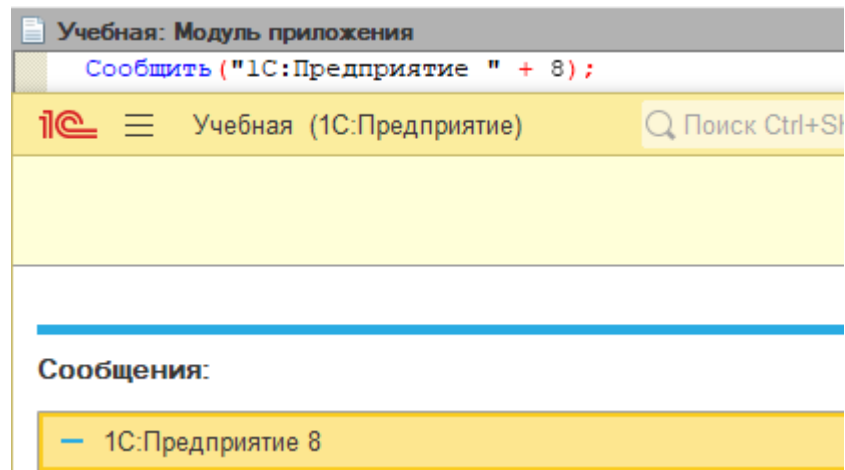 Учебная: Модуль приложения
Сообщить("1С:Предприятие " + 8);
1С Учебная (1С:Предприятие) Поиск Ctrl+Sh
Сообщения:
1С:Предприятие 8